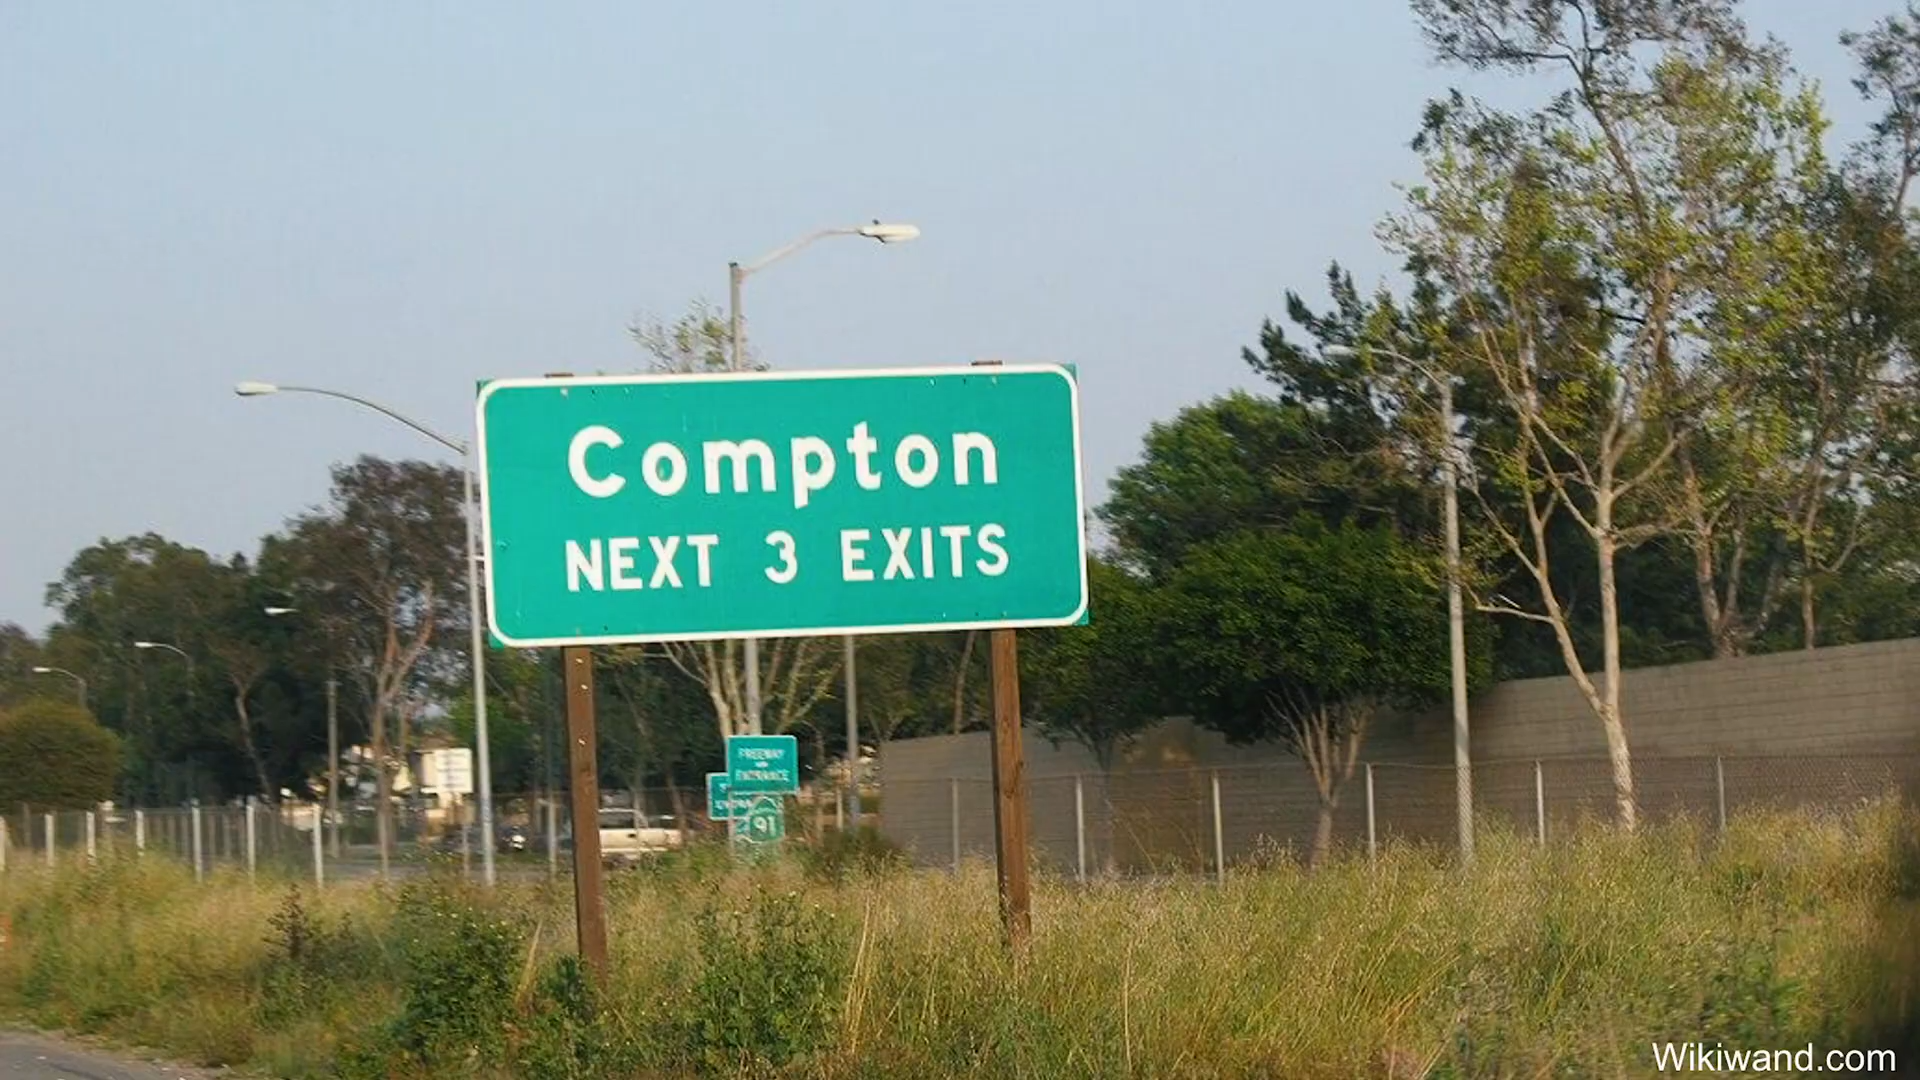 Compton
NEXT 3 EXITS
FREEWAY
ENTRANCE
91
Wikiwand.com